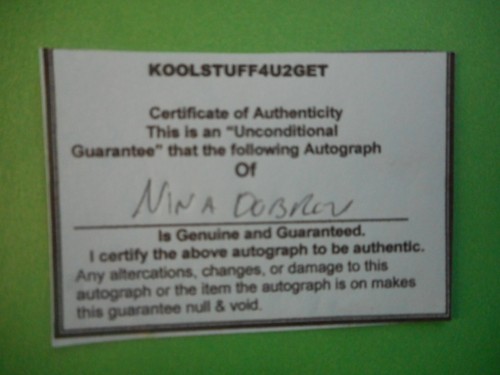 KOOLSTUFF4U2GET
Certificate of Authenticity
This is an "Unconditional
Guarantee" that the following Autograph
Of
NINA DOBREV
Is Genuine and Guaranteed.
I certify the above autograph to be authentic.
Any altercations, changes, or damage to this
autograph or the item the autograph is on makes
this guarantee null & void.